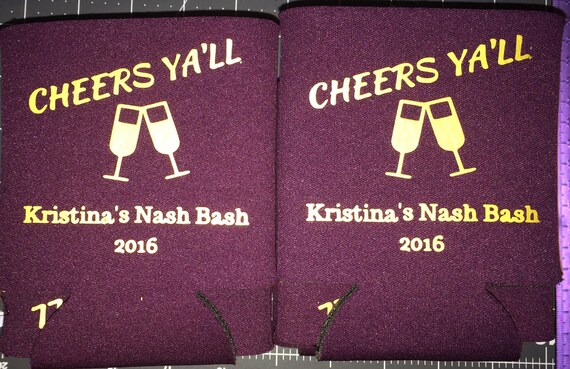 CHEERS YA'LL
Kristina's Nash Bash
2016
CHEERS YA'LL
Kristina's Nash Bash
2016